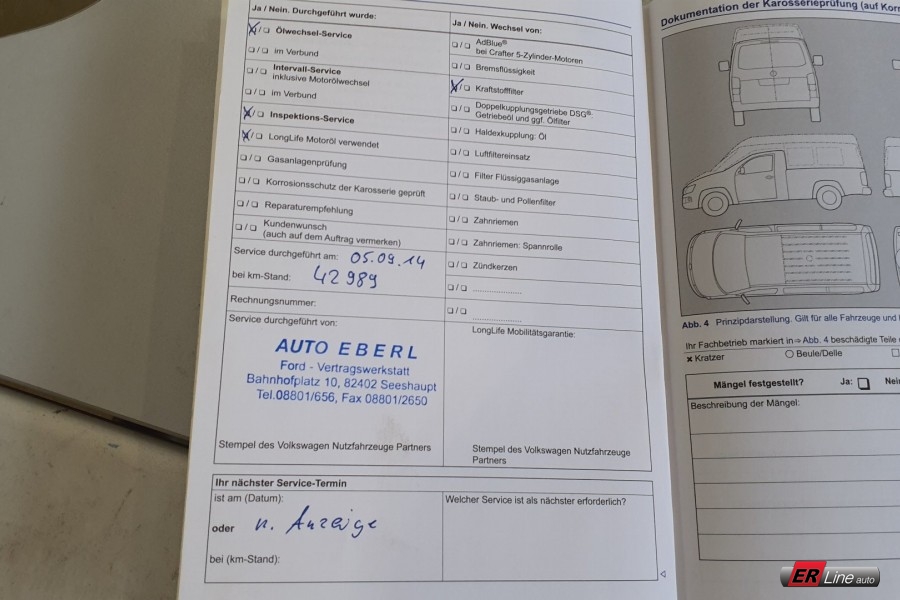 Ja / Nein. Durchgeführt wurde:
Ölwechsel-Service
im Verbund
Intervall-Service
inklusive Motorölwechsel
im Verbund
Inspektions-Service
LongLife Motoröl verwendet
Gasanlagenprüfung
Korrosionsschutz der Karosserie geprüft
Reparaturempfehlung
Kundenwunsch
(auch auf dem Auftrag vermerken)
Service durchgeführt am: 05.09.14
bei km-Stand: 42989
Rechnungsnummer:
Service durchgeführt von:
AUTO EBERL
Ford - Vertragswerkstatt
Bahnhofplatz 10, 82402 Seeshaupt
Tel.08801/656, Fax 08801/2650
Stempel des Volkswagen Nutzfahrzeuge Partners
Ja / Nein. Wechsel von:
AdBlue®
bei Crafter 5-Zylinder-Motoren
Bremsflüssigkeit
Kraftstofffilter
Doppelkupplungsgetriebe DSG®:
Getriebeöl und ggf. Ölfilter
Haldexkupplung: Öl
Luftfiltereinsatz
Filter Flüssiggasanlage
Staub- und Pollenfilter
Zahnriemen
Zahnriemen: Spannrolle
Zündkerzen
LongLife Mobilitätsgarantie:
Stempel des Volkswagen Nutzfahrzeuge
Partners
Ihr nächster Service-Termin
ist am (Datum):
oder n. Anzeige
bei (km-Stand):
Welcher Service ist als nächster erforderlich?
Dokumentation der Karosserieprüfung (auf Korr
Abb. 4 Prinzipdarstellung. Gilt für alle Fahrzeuge und
Ihr Fachbetrieb markiert in ⇒ Abb. 4 beschädigte Teile
Kratzer Beule/Delle
Mängel festgestellt? Ja: Nein
Beschreibung der Mängel:
ER Line auto